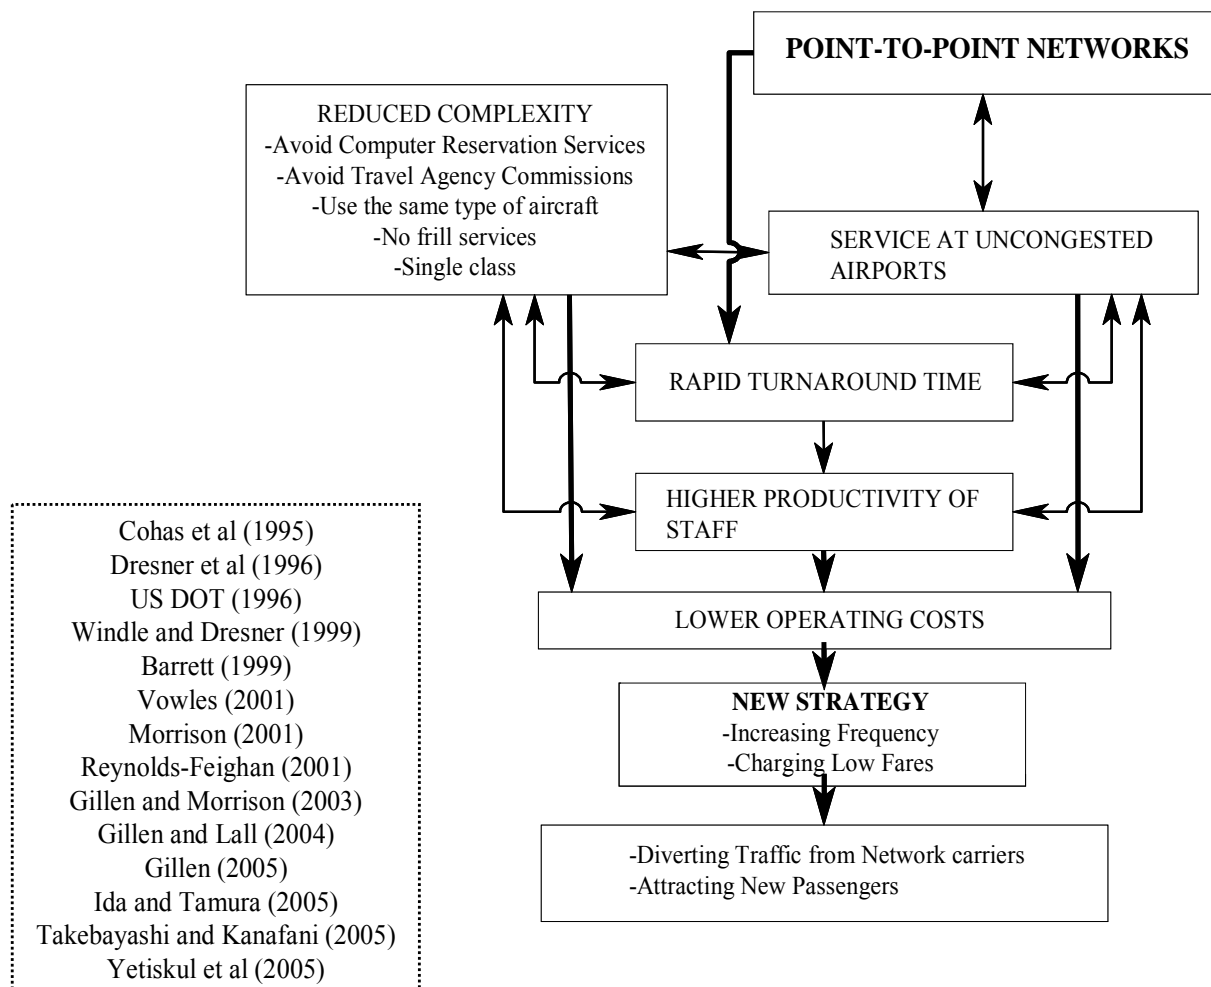 POINT-TO-POINT NETWORKS
REDUCED COMPLEXITY
-Avoid Computer Reservation Services
-Avoid Travel Agency Commissions
-Use the same type of aircraft
-No frill services
-Single class
SERVICE AT UNCONGESTED
AIRPORTS
RAPID TURNAROUND TIME
HIGHER PRODUCTIVITY OF
STAFF
LOWER OPERATING COSTS
NEW STRATEGY
-Increasing Frequency
-Charging Low Fares
-Diverting Traffic from Network carriers
-Attracting New Passengers
Cohas et al (1995)
Dresner et al (1996)
US DOT (1996)
Windle and Dresner (1999)
Barrett (1999)
Vowles (2001)
Morrison (2001)
Reynolds-Feighan (2001)
Gillen and Morrison (2003)
Gillen and Lall (2004)
Gillen (2005)
Ida and Tamura (2005)
Takebayashi and Kanafani (2005)
Yetiskul et al (2005)